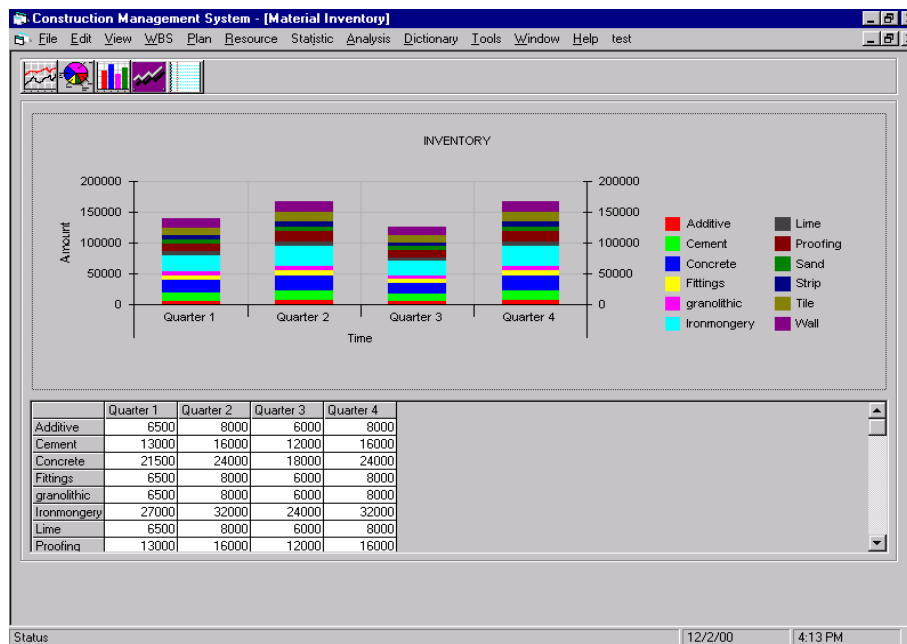 Construction Management System - [Material Inventory]
File Edit View WBS Plan Resource Statistic Analysis Dictionary Tools Window Help test
INVENTORY
200000 200000
150000 150000
100000 100000
50000 50000
0 0
Amount
Quarter 1 Quarter 2 Quarter 3 Quarter 4
Time
Additive Lime
Cement Proofing
Concrete Sand
Fittings Strip
granolithic Tile
Ironmongery Wall
Quarter 1 Quarter 2 Quarter 3 Quarter 4
Additive 6500 8000 6000 8000
Cement 13000 16000 12000 16000
Concrete 21500 24000 18000 24000
Fittings 6500 8000 6000 8000
granolithic 6500 8000 6000 8000
Ironmongery 27000 32000 24000 32000
Lime 6500 8000 6000 8000
Proofing 13000 16000 12000 16000
Status 12/2/00 4:13 PM